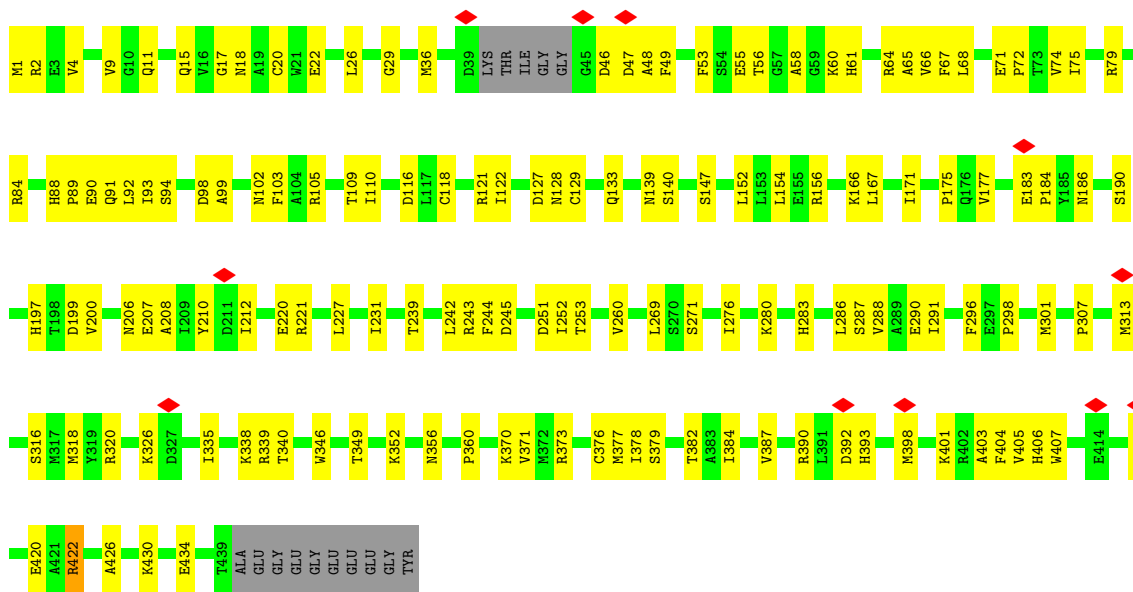 M1 R2 E3 V4 V9 G10 Q11 Q15 V16 G17 N18 A19 C20 W21 E22 L26 G29 M36 D39 LYS THR ILE GLY GLY G45 D46 D47 A48 F49 F53 S54 E55 T56 G57 A58 G59 K60 H61 R64 A65 V66 F67 L68 E71 P72 T73 V74 I75 R79
R84 H88 P89 E90 Q91 L92 I93 S94 D98 A99 N102 F103 A104 R105 T109 I110 D116 L117 C118 R121 I122 D127 N128 C129 Q133 N139 S140 S147 L152 L153 L154 E155 R156 K166 L167 I171 P175 Q176 V177 E183 P184 Y185 N186 S190
H197 T198 D199 V200 N206 E207 A208 I209 Y210 D211 I212 E220 R221 L227 I231 T239 L242 R243 F244 D245 D251 I252 T253 V260 L269 S270 S271 I276 K280 H283 L286 S287 V288 A289 E290 I291 F296 E297 P298 M301 P307 M313
S316 M317 M318 Y319 R320 K326 D327 I335 K338 R339 T340 W346 T349 K352 N356 P360 K370 V371 M372 R373 C376 M377 I378 S379 T382 A383 I384 V387 R390 L391 D392 H393 M398 K401 R402 A403 F404 V405 H406 W407 E414
E420 A421 R422 A426 K430 E434 T439 ALA GLU GLY GLU GLY GLU GLU GLU GLY TYR